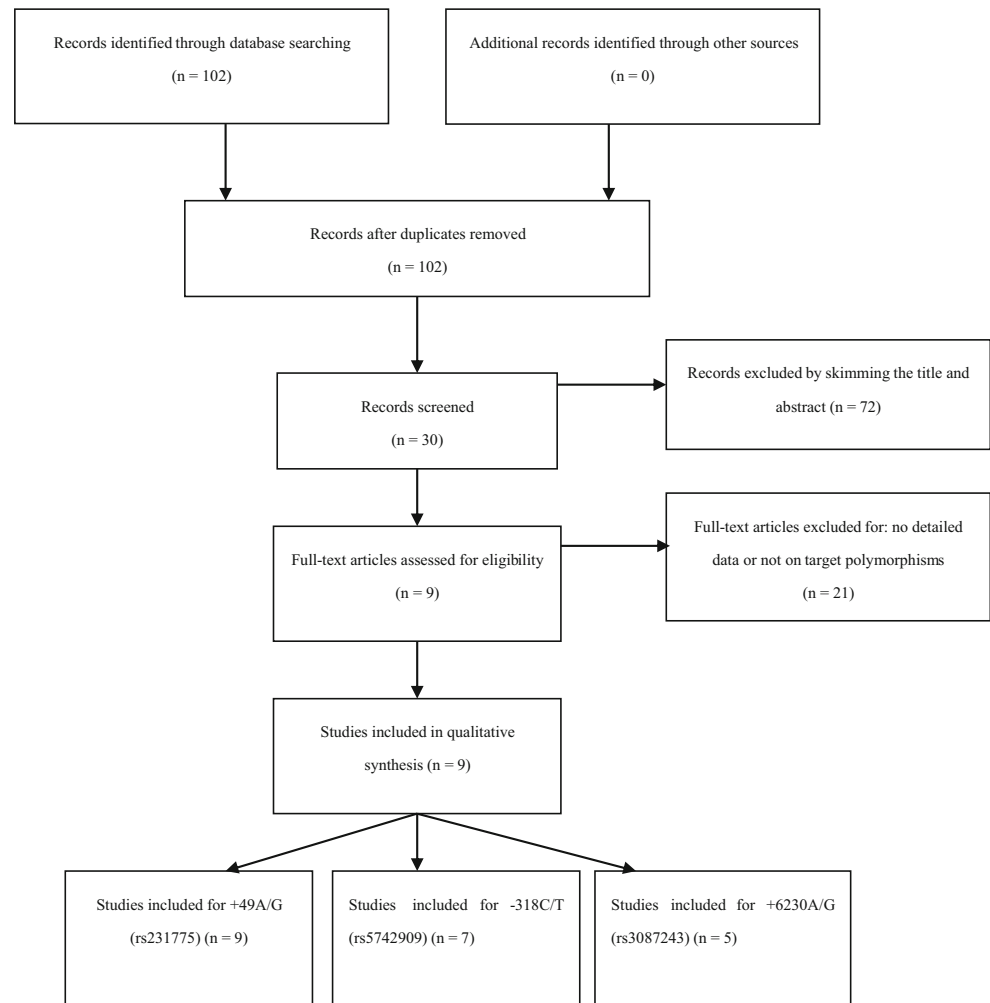 Records identified through database searching
(n = 102)
Additional records identified through other sources
(n = 0)
Records after duplicates removed
(n = 102)
Records screened
(n = 30)
Records excluded by skimming the title and
abstract (n = 72)
Full-text articles assessed for eligibility
(n = 9)
Full-text articles excluded for: no detailed
data or not on target polymorphisms
(n = 21)
Studies included in qualitative
synthesis (n = 9)
Studies included for +49A/G
(rs231775) (n = 9)
Studies included for -318C/T
(rs5742909) (n = 7)
Studies included for +6230A/G
(rs3087243) (n = 5)